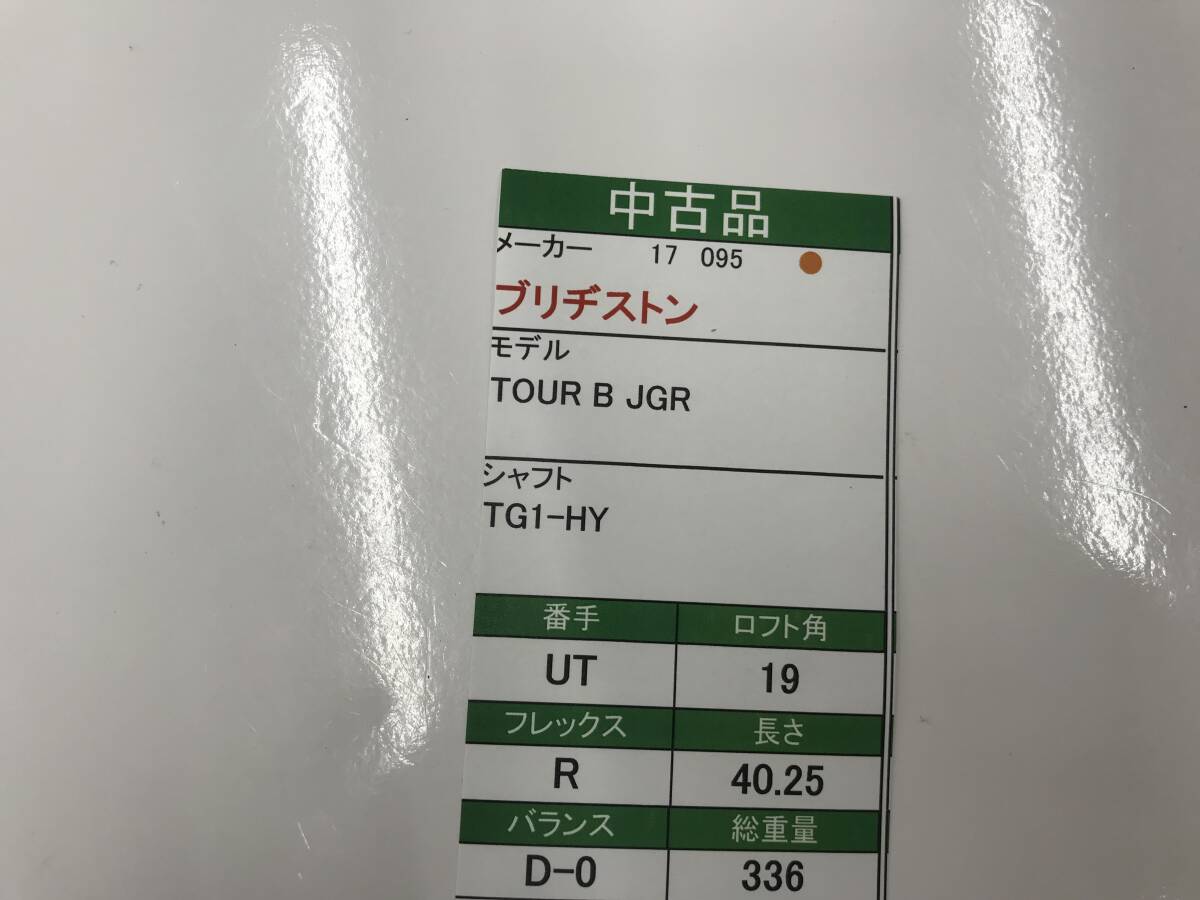 中古品
メーカー 17 095
ブリヂストン
モデル
TOUR B JGR
シャフト
TG1-HY
番手 ロフト角
UT 19
フレックス 長さ
R 40.25
バランス 総重量
D-0 336